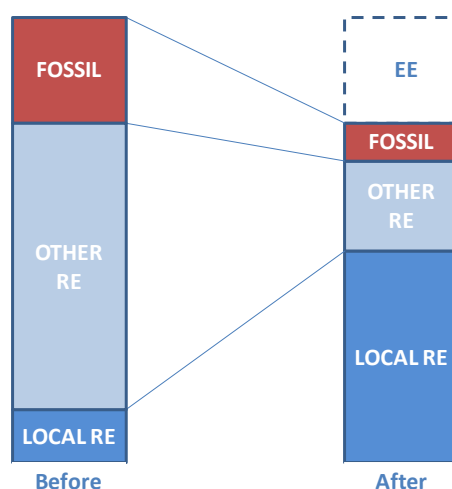 FOSSIL
OTHER
RE
LOCAL RE
Before
EE
FOSSIL
OTHER
RE
LOCAL RE
After